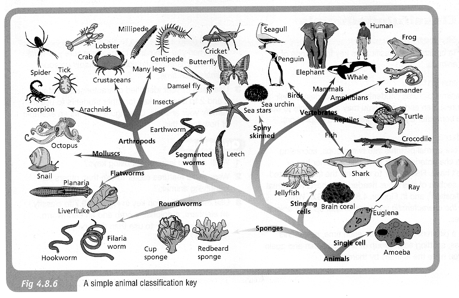 Millipede
Seagull
Human
Lobster
Centipede
Cricket
Frog
Crab
Butterfly
Penguin
Spider
Tick
Many legs
Elephant
Whale
Crustaceans
Damsel fly
Birds
Mammals
Salamander
Insects
Sea urchin
Amphibians
Scorpion
Arachnids
Sea stars
Vertebrates
Reptiles
Turtle
Octopus
Earthworm
Spiny
skinned
Fish
Arthropods
Crocodile
Molluscs
Segmented
worms
Leech
Snail
Flatworms
Shark
Planaria
Ray
Jellyfish
Stinging
cells
Brain coral
Liverfluke
Roundworms
Euglena
Sponges
Single cell
Hookworm
Filaria
worm
Cup
sponge
Redbeard
sponge
Animals
Amoeba
Fig 4.8.6
A simple animal classification key